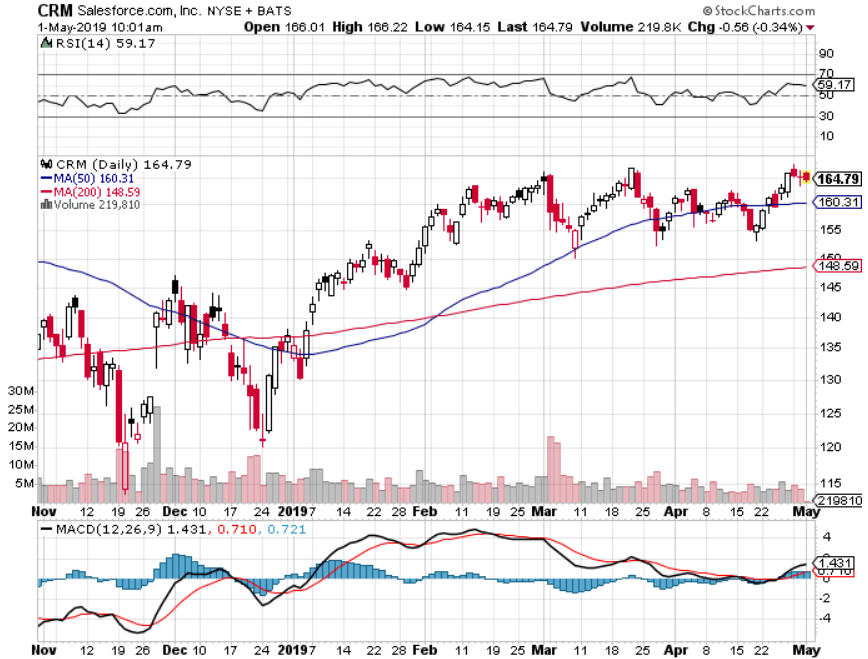 CRM Salesforce.com, Inc. NYSE + BATS © StockCharts.com
1-May-2019 10:01am Open 166.01 High 166.22 Low 164.15 Last 164.79 Volume 219.8K Chg -0.56 (-0.34%)
RSI(14) 59.17
90
70
59.17
50
30
10
CRM (Daily) 164.79
MA(50) 160.31
MA(200) 148.59
Volume 219,810
164.79
160.31
155
150
148.59
145
140
135
130
125
120
115
219810
30M
25M
20M
15M
10M
5M
Nov 12 19 26 Dec 10 17 24 2019 7 14 22 28 Feb 11 19 25 Mar 11 18 25 Apr 8 15 22 May
MACD(12,26,9) 1.431, 0.710, 0.721
4
2
1.431
0.710
0
-2
-4
Nov 12 19 26 Dec 10 17 24 2019 7 14 22 28 Feb 11 19 25 Mar 11 18 25 Apr 8 15 22 May